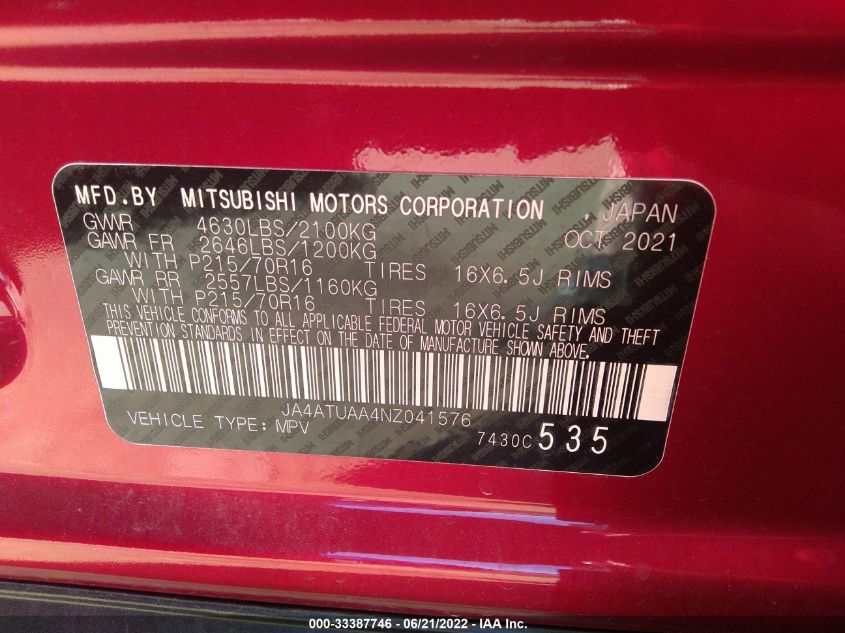 MFD.BY MITSUBISHI MOTORS CORPORATION , JAPAN
GVWR 4630LBS/2100KG OCT 2021
GAWR FR 2646LBS/1200KG
WITH P215/70R16 TIRES 16X6.5J RIMS
GAWR RR 2557LBS/1160KG
WITH P215/70R16 TIRES 16X6.5J RIMS
THIS VEHICLE CONFORMS TO ALL APPLICABLE FEDERAL MOTOR VEHICLE SAFETY AND THEFT
PREVENTION STANDARDS IN EFFECT ON THE DATE OF MANUFACTURE SHOWN ABOVE.
JA4ATUAA4NZ041576
VEHICLE TYPE: MPV 7430C 535
000-33387746 - 06/21/2022 - IAA Inc.